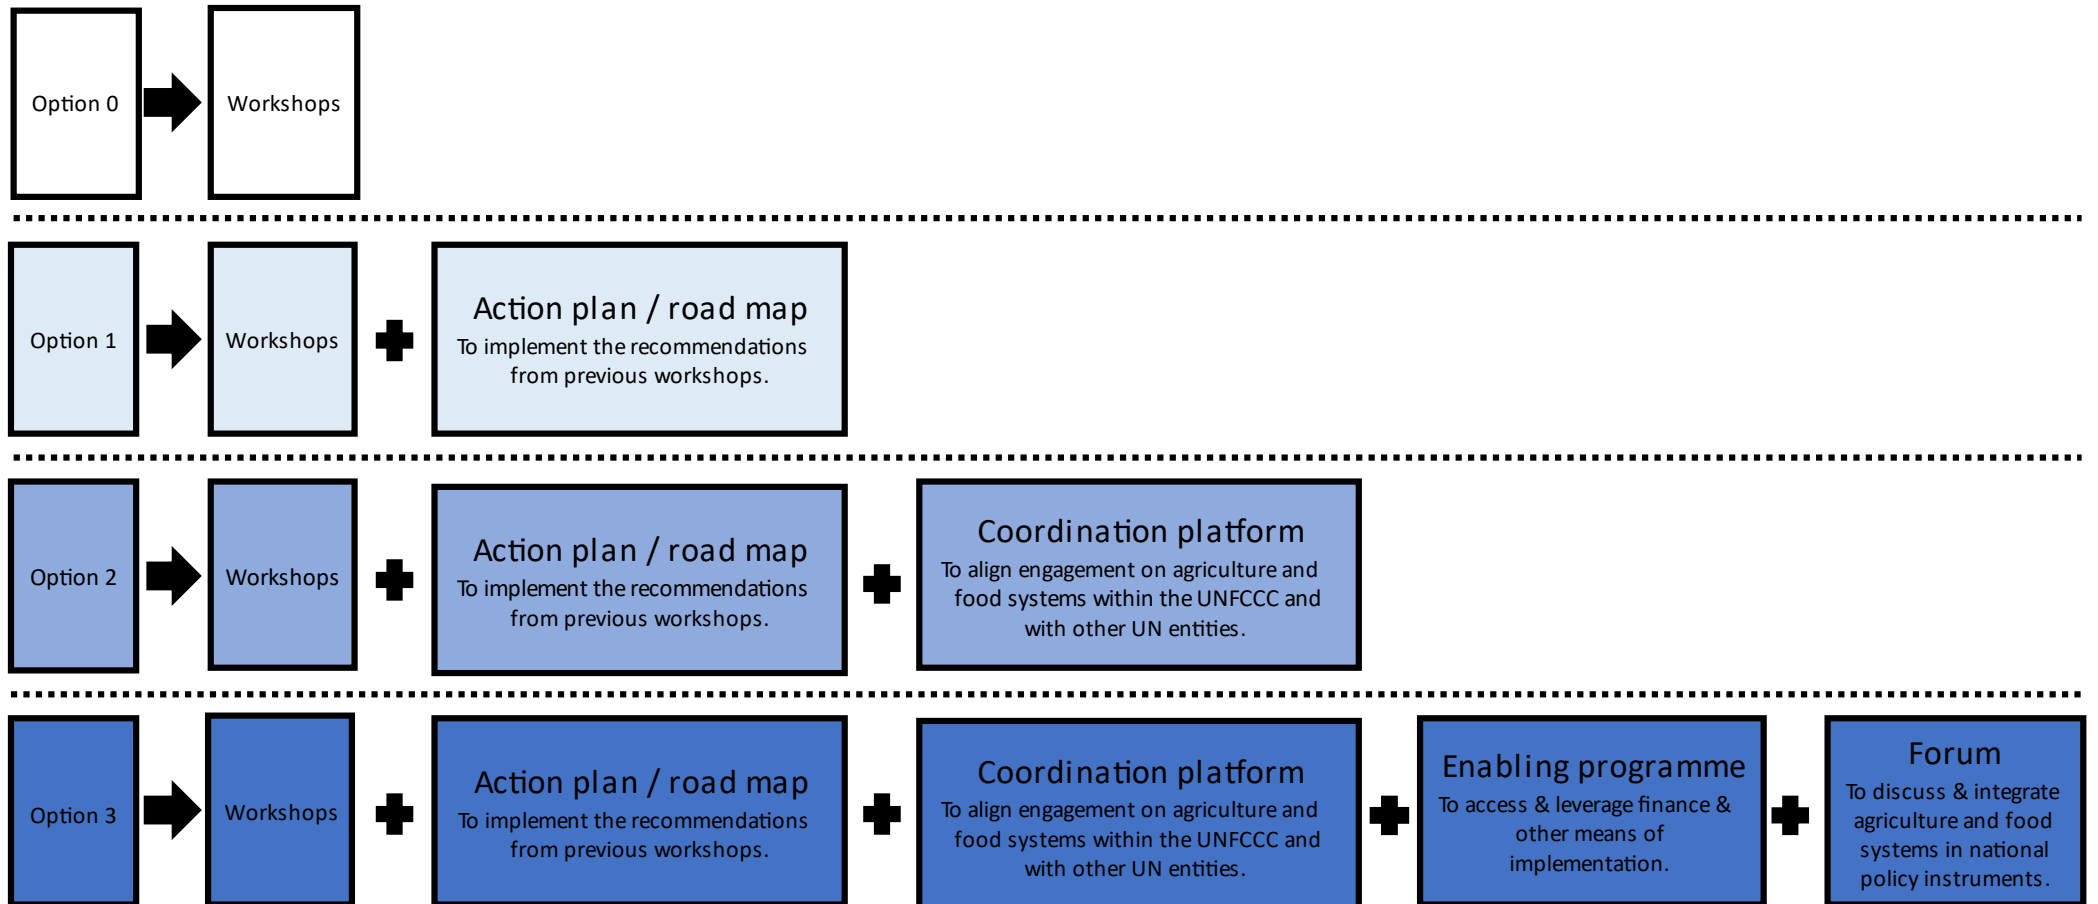 Option 0
Workshops
Option 1
Workshops
Action plan / road map
To implement the recommendations
from previous workshops.
Option 2
Workshops
Action plan / road map
To implement the recommendations
from previous workshops.
Coordination platform
To align engagement on agriculture and
food systems within the UNFCCC and
with other UN entities.
Option 3
Workshops
Action plan / road map
To implement the recommendations
from previous workshops.
Coordination platform
To align engagement on agriculture and
food systems within the UNFCCC and
with other UN entities.
Enabling programme
To access & leverage finance &
other means of
implementation.
Forum
To discuss & integrate
agriculture and food
systems in national
policy instruments.